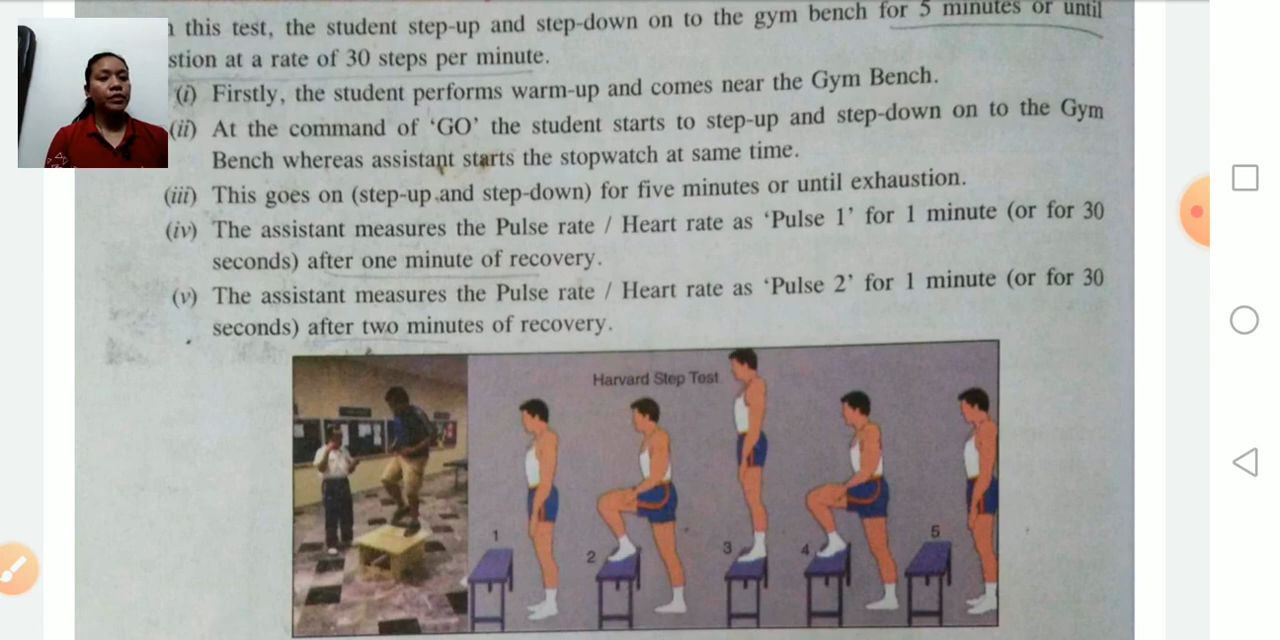 this test, the student step-up and step-down on to the gym bench for 5 minutes or until
stion at a rate of 30 steps per minute.
(i) Firstly, the student performs warm-up and comes near the Gym Bench.
(ii) At the command of ‘GO’ the student starts to step-up and step-down on to the Gym
Bench whereas assistant starts the stopwatch at same time.
(iii) This goes on (step-up and step-down) for five minutes or until exhaustion.
(iv) The assistant measures the Pulse rate / Heart rate as ‘Pulse 1’ for 1 minute (or for 30
seconds) after one minute of recovery.
(v) The assistant measures the Pulse rate / Heart rate as ‘Pulse 2’ for 1 minute (or for 30
seconds) after two minutes of recovery.
Harvard Step Test
1
2
3
4
5